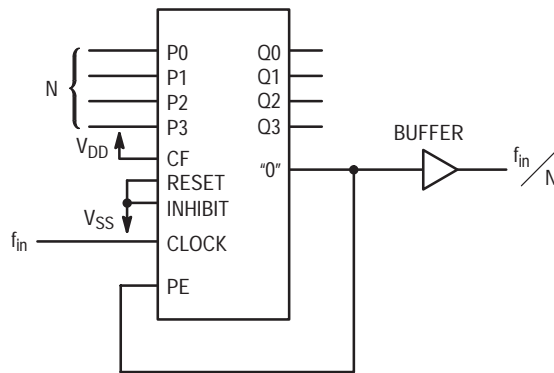 P0 Q0
P1 Q1
N P2 Q2
P3 Q3
VDD BUFFER
CF
RESET "0" fin/N
VSS INHIBIT
fin CLOCK
PE